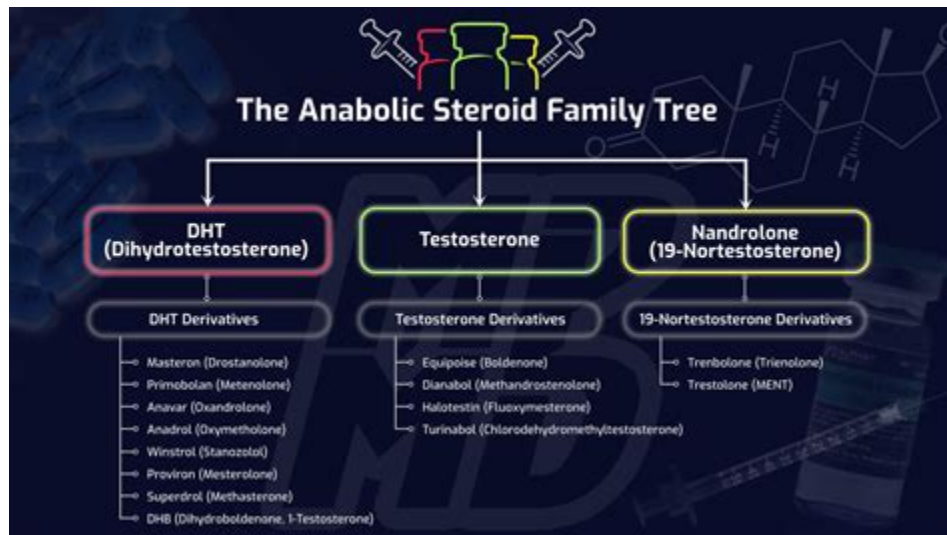 The Anabolic Steroid Family Tree
DHT
(Dihydrotestosterone)
Testosterone
Nandrolone
(19-Nortestosterone)
DHT Derivatives
Masteron (Drostanolone)
Primobolan (Metenolone)
Anavar (Oxandrolone)
Anadrol (Oxymetholone)
Winstrol (Stanozolol)
Proviron (Mesterolone)
Superdrol (Methasterone)
DHB (Dihydroboldenone, 1-Testosterone)
Testosterone Derivatives
Equipoise (Boldenone)
Dianabol (Methandrostenolone)
Halotestin (Fluoxymesterone)
Turinabol (Chlorodehydromethyltestosterone)
19-Nortestosterone Derivatives
Trenbolone (Trienolone)
Trestolone (MENT)
H
H
O